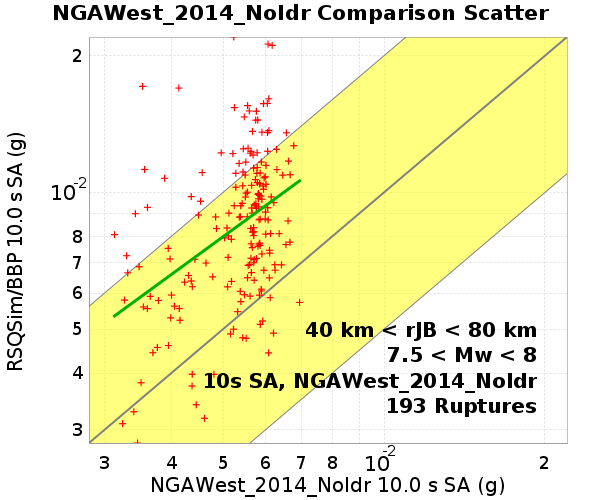 NGAWest_2014_NoIdr Comparison Scatter
RSQSim/BBP 10.0 s SA (g)
2
10-2
8
7
6
5
4
3
40 km < rJB < 80 km
7.5 < Mw < 8
10s SA, NGAWest_2014_NoIdr
193 Ruptures
3 4 5 6 7 8 10-2 2
NGAWest_2014_NoIdr 10.0 s SA (g)